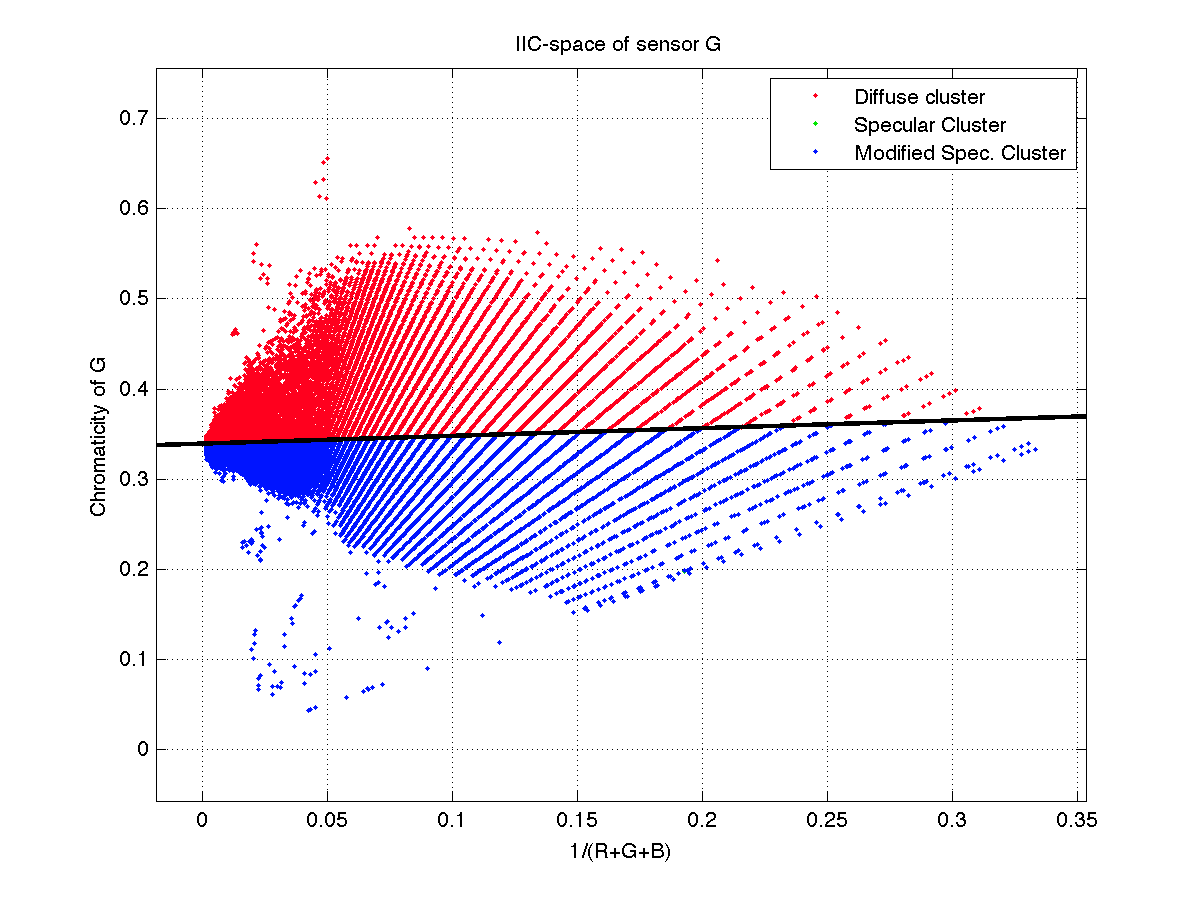 IIC-space of sensor G
Diffuse cluster
Specular Cluster
Modified Spec. Cluster
0.7
0.6
0.5
0.4
0.3
0.2
0.1
0
Chromaticity of G
0 0.05 0.1 0.15 0.2 0.25 0.3 0.35
1/(R+G+B)